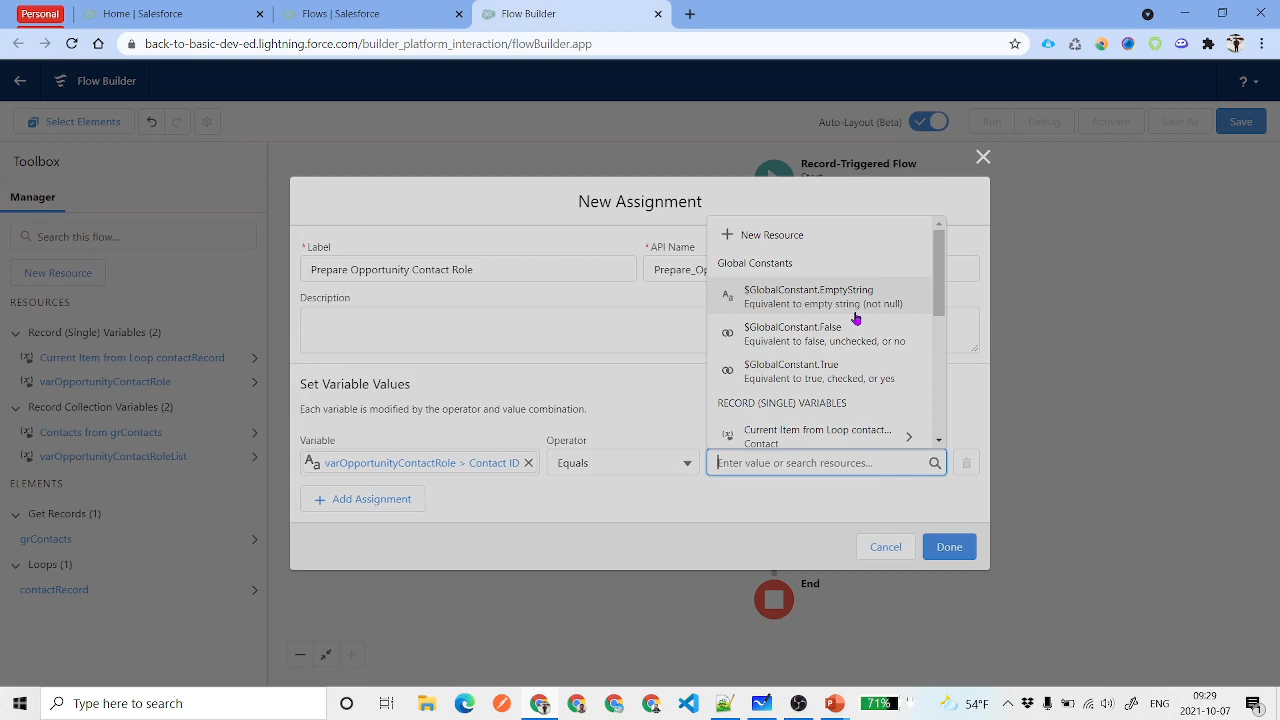 Personal
Home | Salesforce
Flows | Salesforce
Flow Builder
back-to-basic-dev-ed.lightning.force.com/builder_platform_interaction/flowBuilder.app
Flow Builder
?
Select Elements
Auto-Layout (Beta)
Run
Debug
Activate
Save As
Save
Toolbox
Manager
Search this flow...
New Resource
RESOURCES
Record (Single) Variables (2)
Current Item from Loop contactRecord
varOpportunityContactRole
Record Collection Variables (2)
Contacts from grContacts
varOpportunityContactRoleList
ELEMENTS
Get Records (1)
grContacts
Loops (1)
contactRecord
Record-Triggered Flow
Start
New Assignment
* Label
Prepare Opportunity Contact Role
* API Name
Prepare_Op
Description
Set Variable Values
Each variable is modified by the operator and value combination.
Variable
Aa varOpportunityContactRole > Contact ID
Operator
Equals
Enter value or search resources...
+ New Resource
Global Constants
Aa $GlobalConstant.EmptyString
Equivalent to empty string (not null)
$GlobalConstant.False
Equivalent to false, unchecked, or no
$GlobalConstant.True
Equivalent to true, checked, or yes
RECORD (SINGLE) VARIABLES
Current Item from Loop contact...
Contact
+ Add Assignment
Cancel
Done
End
Type here to search
71%
54°F
ENG
09:29
2021-10-07
1